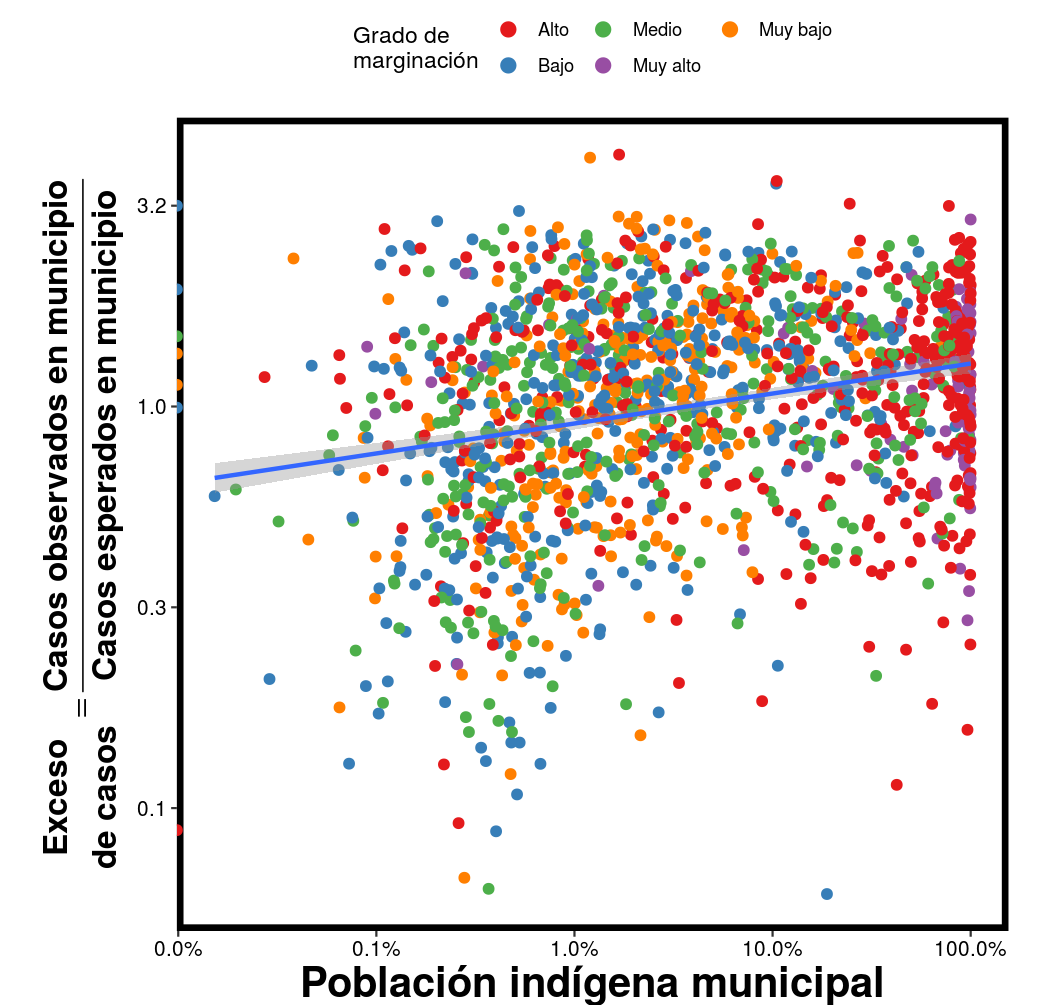 Grado de
marginación
Alto
Medio
Muy bajo
Bajo
Muy alto
Exceso
de casos
=
Casos observados en municipio
Casos esperados en municipio
3.2
1.0
0.3
0.1
0.0%
0.1%
1.0%
10.0%
100.0%
Población indígena municipal